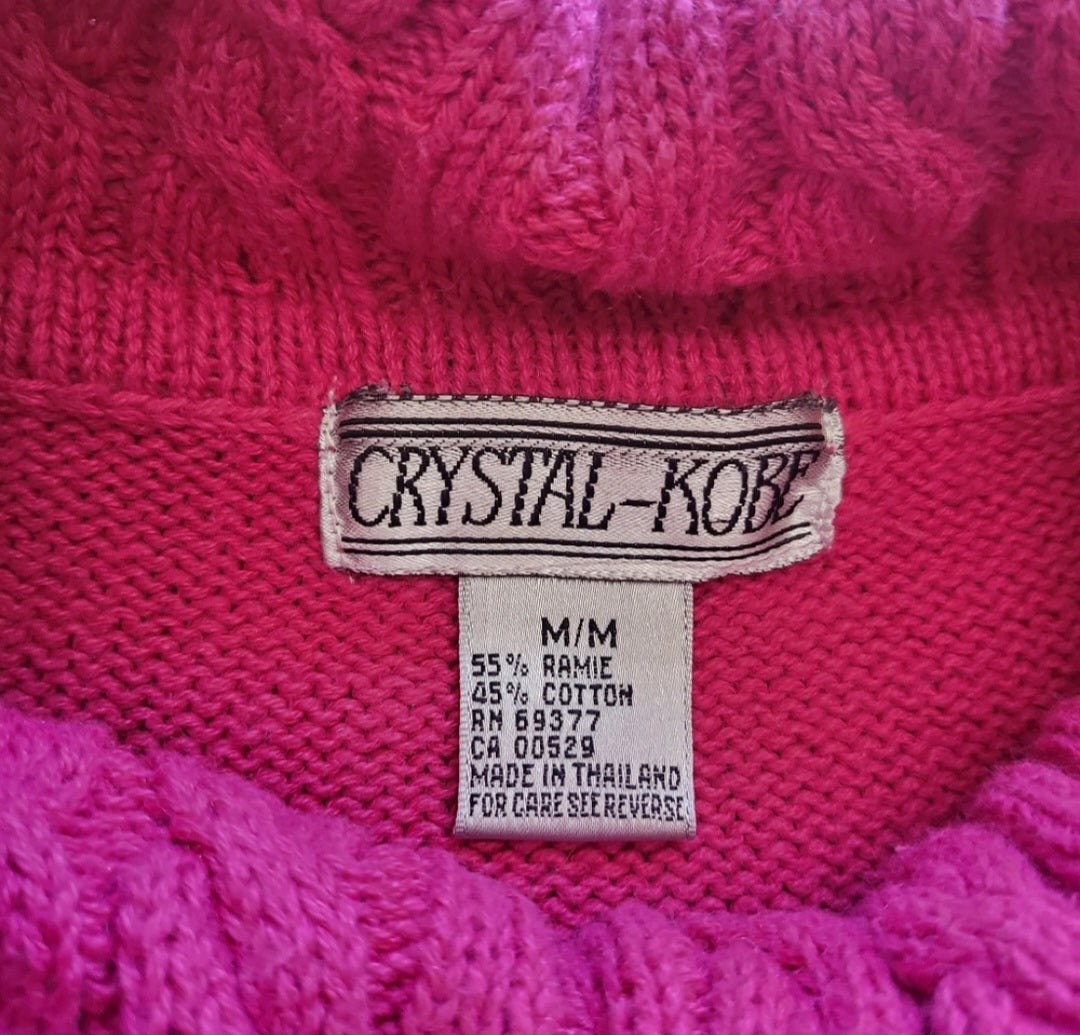 CRYSTAL-KOBE
M/M
55% RAMIE
45% COTTON
RN 69377
CA 00529
MADE IN THAILAND
FOR CARE SEE REVERSE